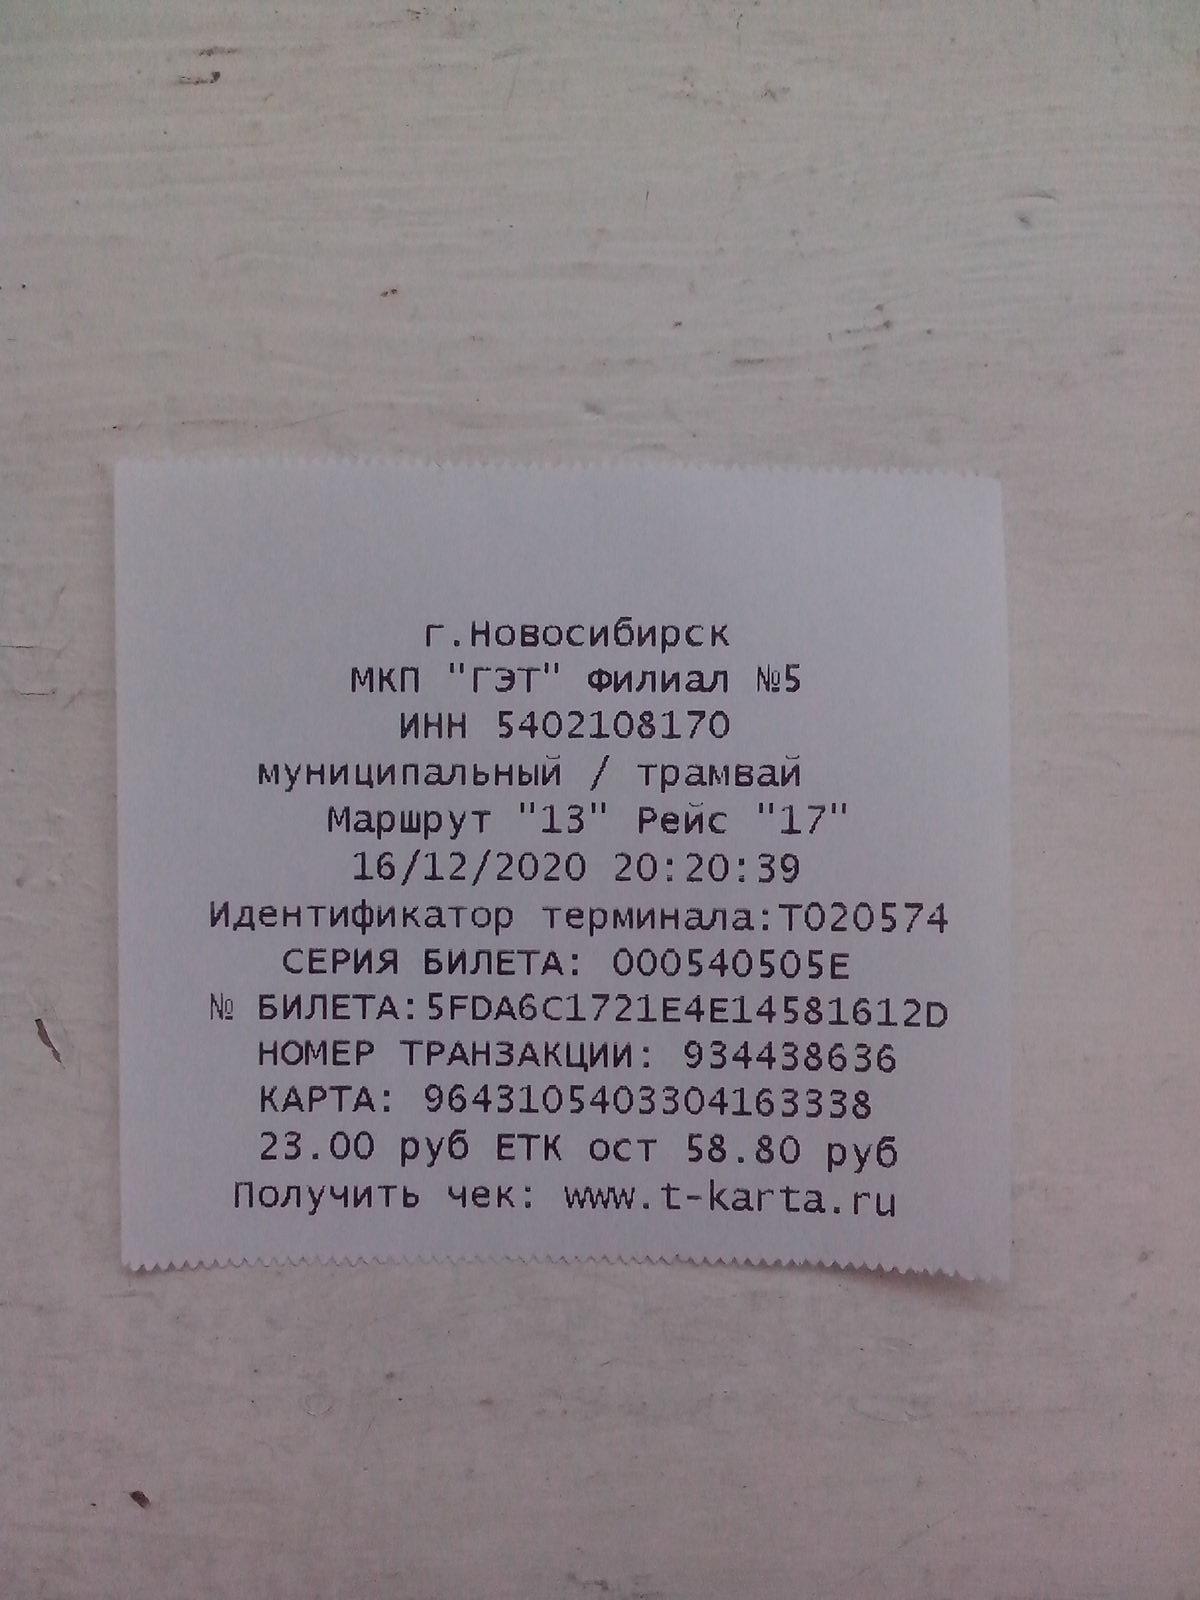 г.Новосибирск
МКП "ГЭТ" Филиал №5
ИНН 5402108170
муниципальный / трамвай
Маршрут "13" Рейс "17"
16/12/2020 20:20:39
Идентификатор терминала:T020574
СЕРИЯ БИЛЕТА: 000540505E
№ БИЛЕТА:5FDA6C1721E4E14581612D
НОМЕР ТРАНЗАКЦИИ: 934438636
КАРТА: 9643105403304163338
23.00 руб ЕТК ост 58.80 руб
Получить чек: www.t-karta.ru